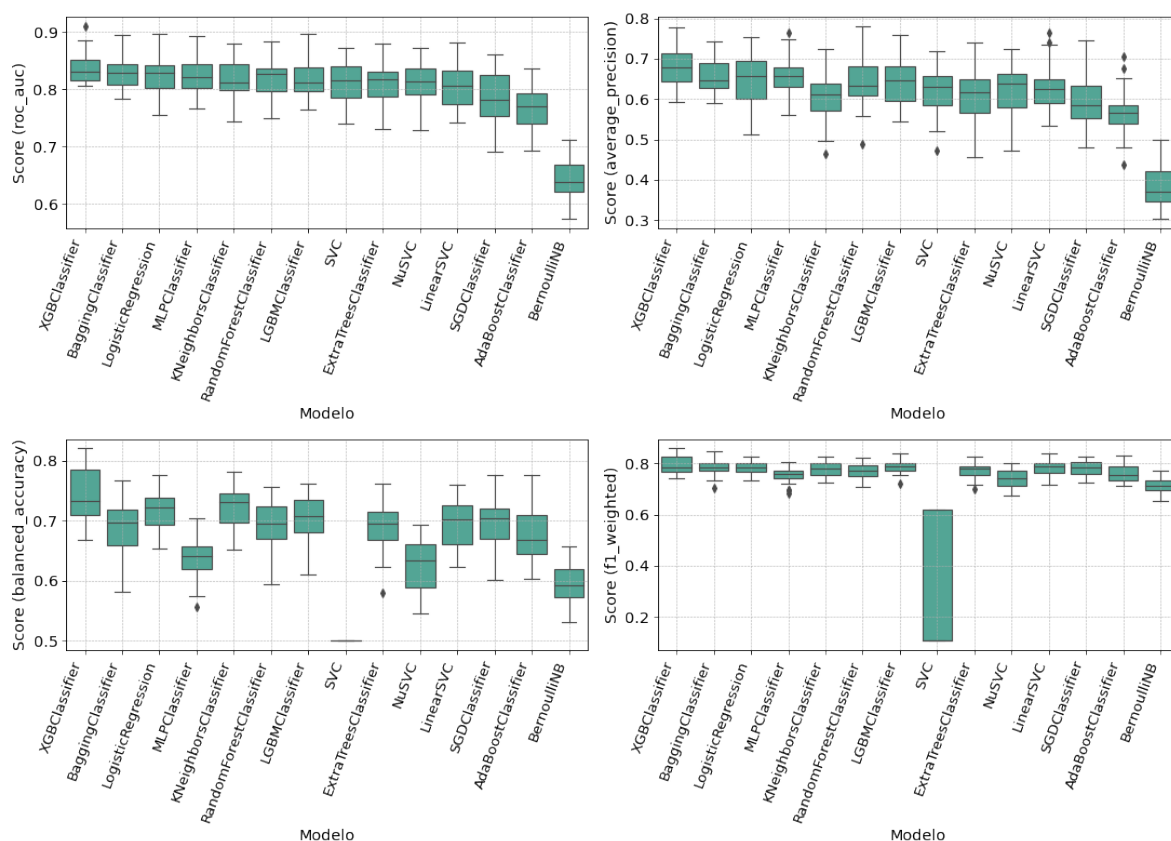 Score (roc_auc)
0.9
0.8
0.7
0.6
XGBClassifier
BaggingClassifier
LogisticRegression
MLPClassifier
KNeighborsClassifier
RandomForestClassifier
LGBMClassifier
SVC
ExtraTreesClassifier
NuSVC
LinearSVC
SGDClassifier
AdaBoostClassifier
BernoulliNB
Modelo
Score (average_precision)
0.8
0.7
0.6
0.5
0.4
0.3
XGBClassifier
BaggingClassifier
LogisticRegression
MLPClassifier
KNeighborsClassifier
RandomForestClassifier
LGBMClassifier
SVC
ExtraTreesClassifier
NuSVC
LinearSVC
SGDClassifier
AdaBoostClassifier
BernoulliNB
Modelo
Score (balanced_accuracy)
0.8
0.7
0.6
0.5
XGBClassifier
BaggingClassifier
LogisticRegression
MLPClassifier
KNeighborsClassifier
RandomForestClassifier
LGBMClassifier
SVC
ExtraTreesClassifier
NuSVC
LinearSVC
SGDClassifier
AdaBoostClassifier
BernoulliNB
Modelo
Score (f1_weighted)
0.8
0.6
0.4
0.2
XGBClassifier
BaggingClassifier
LogisticRegression
MLPClassifier
KNeighborsClassifier
RandomForestClassifier
LGBMClassifier
SVC
ExtraTreesClassifier
NuSVC
LinearSVC
SGDClassifier
AdaBoostClassifier
BernoulliNB
Modelo